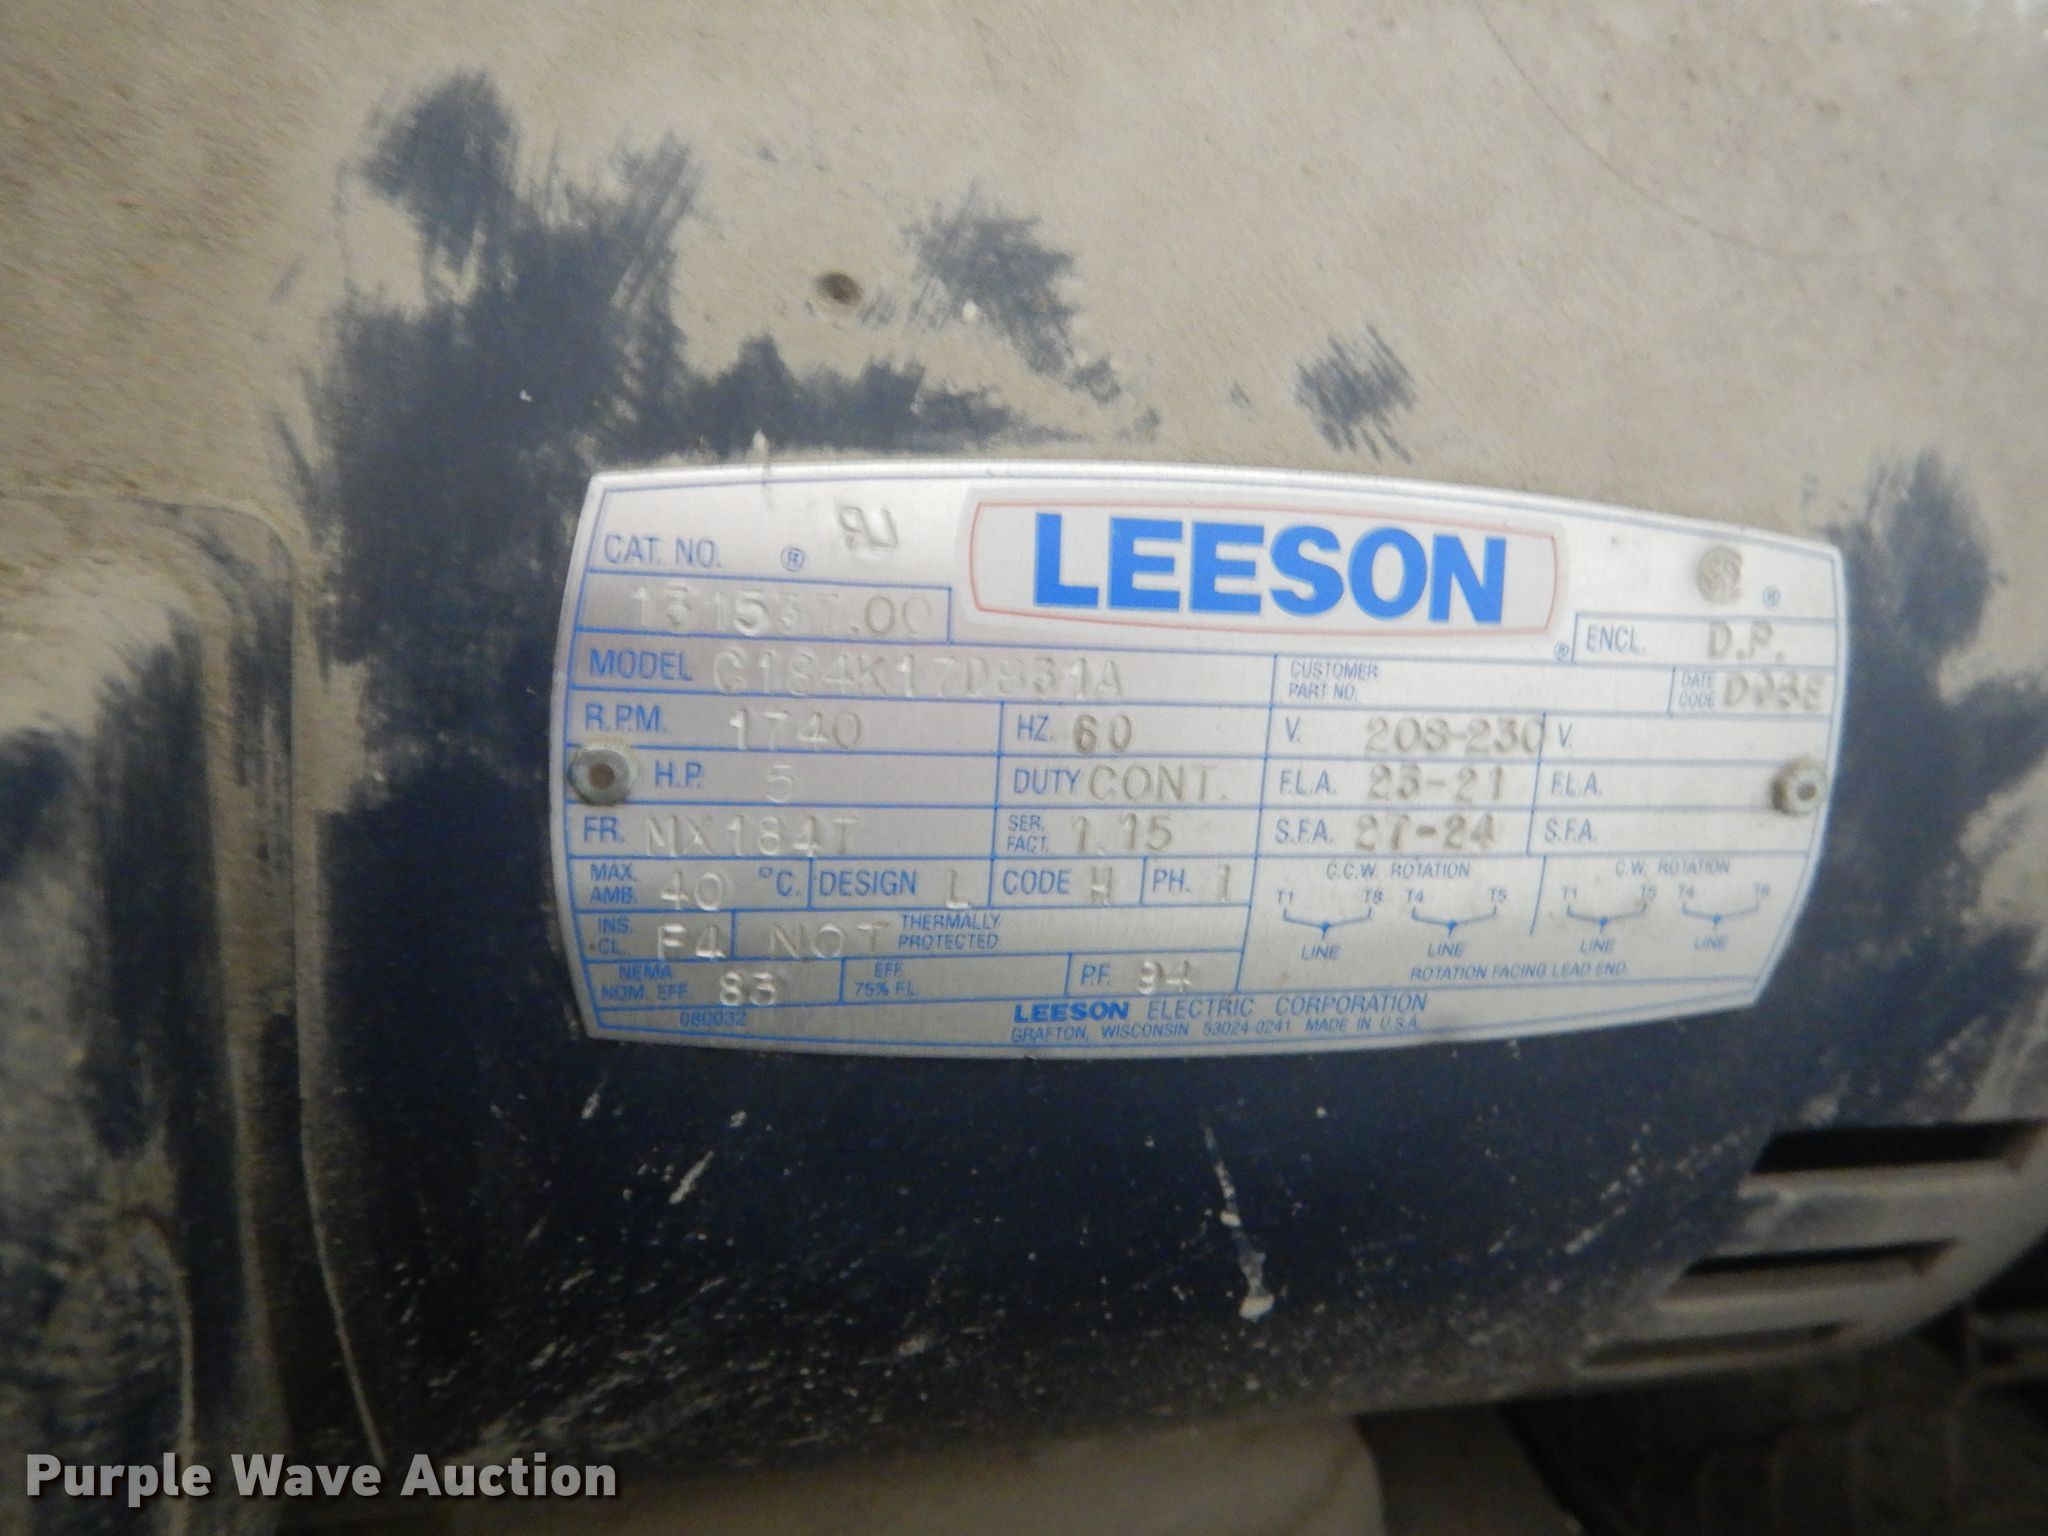 LEESON
CAT. NO. ®
131537.00
ENCL. D.P.
MODEL C184K17DB31A CUSTOMER PART NO. DATE CODE
R.P.M. 1740 HZ. 60 V. 208-230 V.
H.P. 5 DUTY CONT. F.L.A. 23-21 F.L.A.
FR. MX184T SER. FACT. 1.15 S.F.A. 27-24 S.F.A.
MAX. AMB. 40 °C. DESIGN L CODE H PH. 1
C.C.W. ROTATION C.W. ROTATION
T1 T8 T4 T5 T1 T5 T4 T8
LINE LINE LINE LINE
INS. CL. F4 NOT THERMALLY PROTECTED
ROTATION FACING LEAD END.
NEMA NOM. EFF. 83 EFF. 75% F.L. P.F. 94
080032
LEESON ELECTRIC CORPORATION
GRAFTON, WISCONSIN 53024-0241 MADE IN U.S.A.
Purple Wave Auction